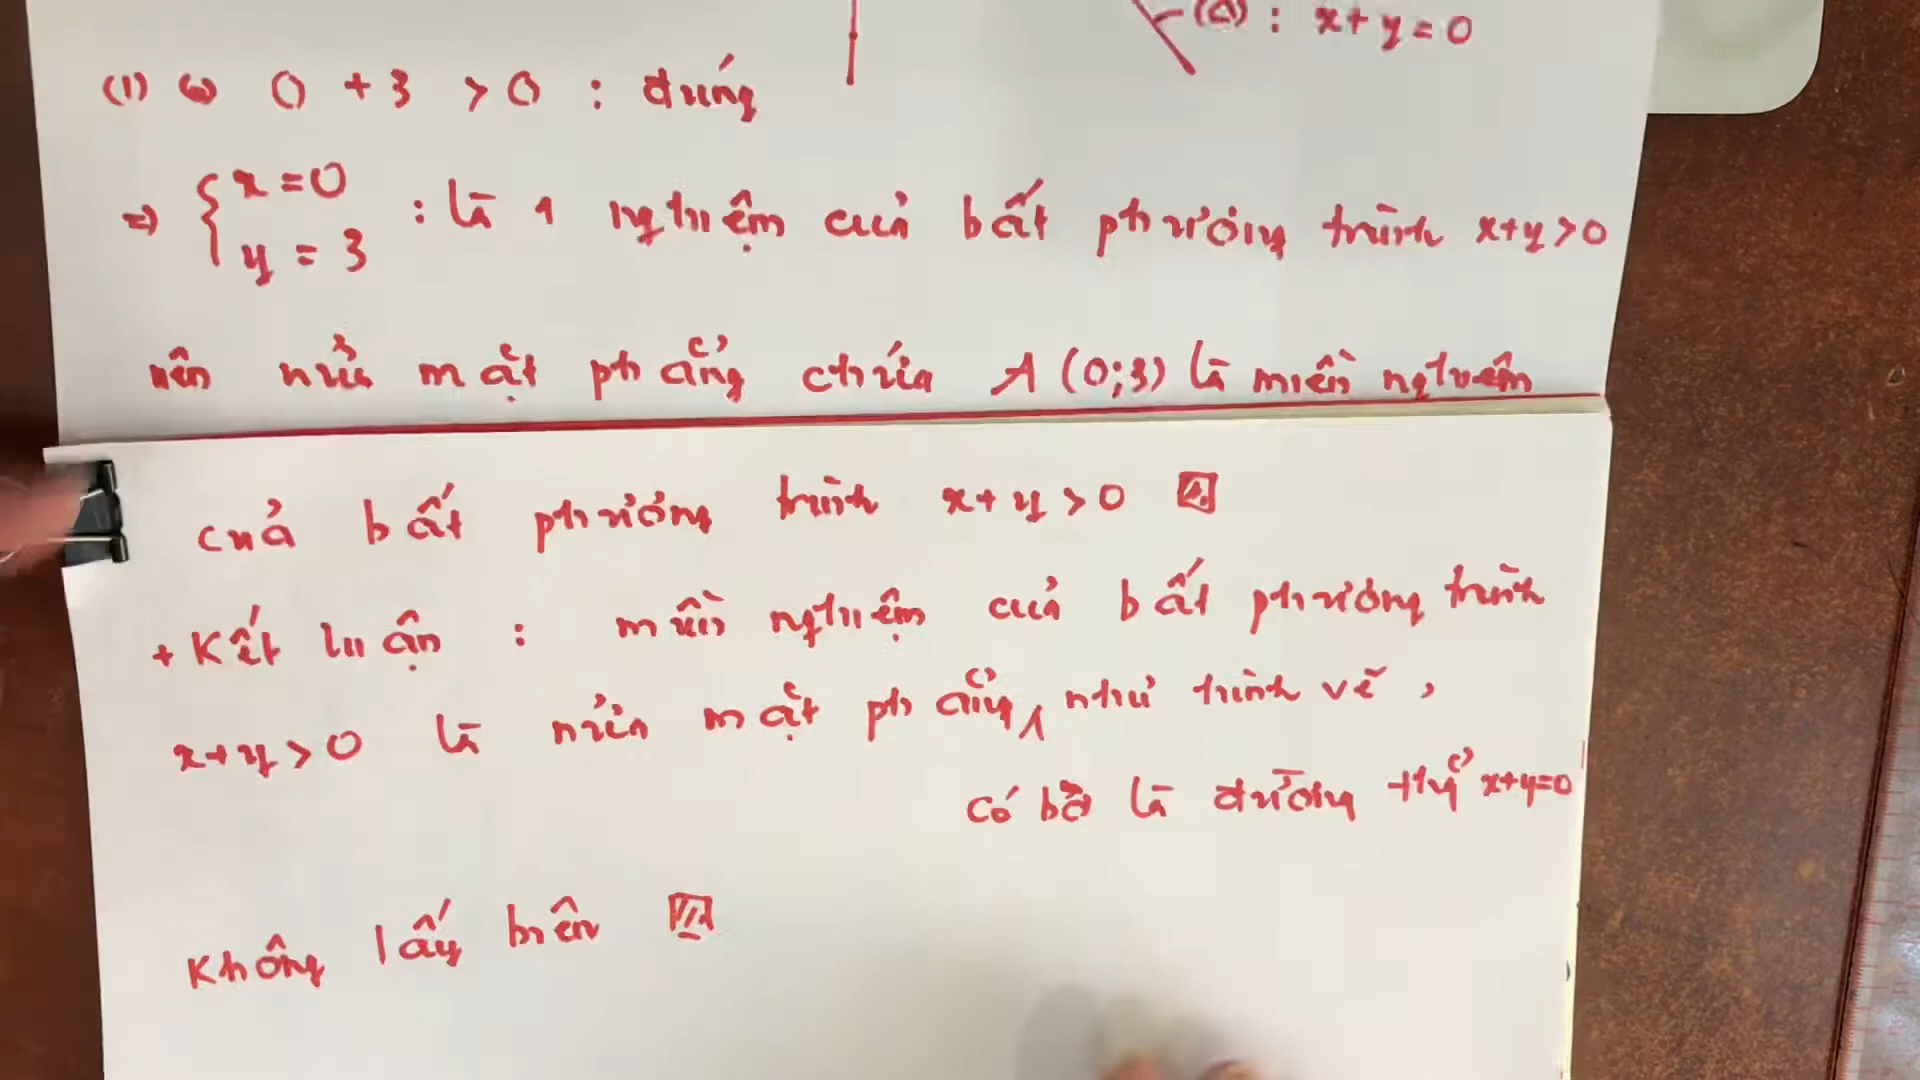 (Δ) : x + y = 0
(1) ⇔ 0 + 3 > 0 : đúng
⇒ { x = 0
y = 3 : là 1 nghiệm của bất phương trình x+y > 0
nên nửa mặt phẳng chứa A (0;3) là miền nghiệm
của bất phương trình x + y > 0
+ Kết luận : miền nghiệm của bất phương trình
x + y > 0 là nửa mặt phẳng, như hình vẽ,
có bờ là đường thẳng x+y=0
Không lấy biên